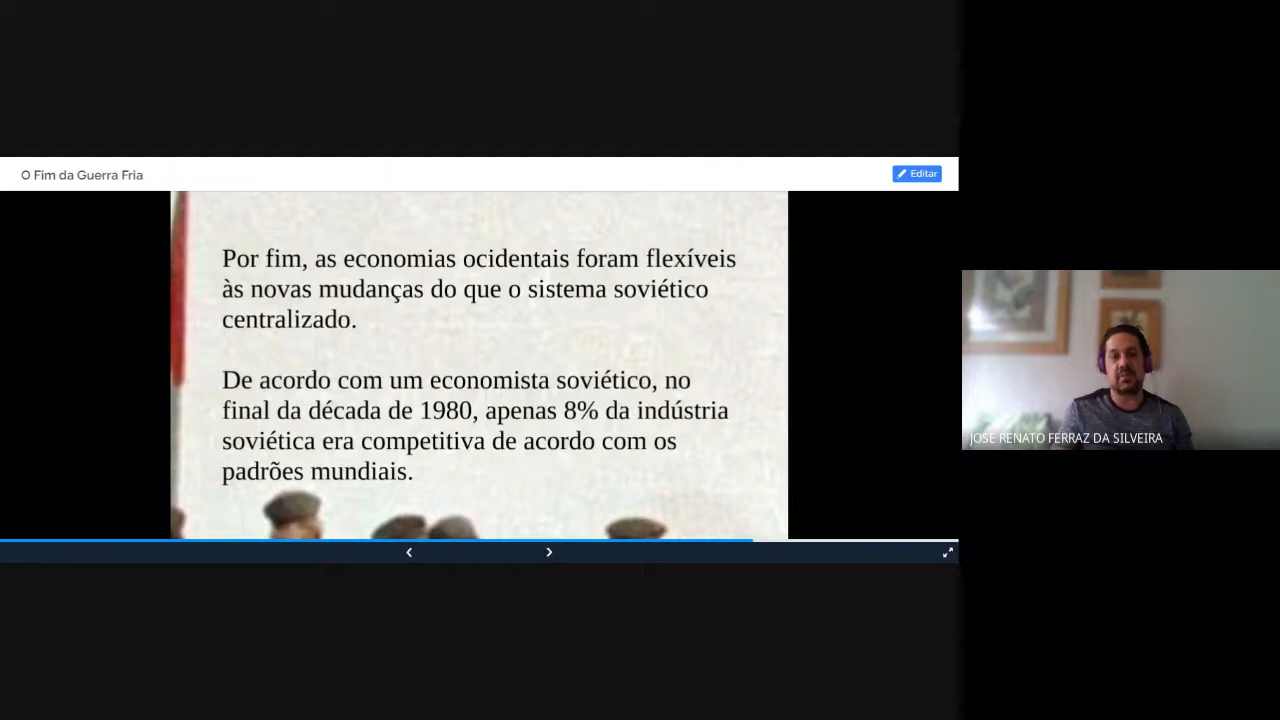 O Fim da Guerra Fria
Editar
Por fim, as economias ocidentais foram flexíveis
às novas mudanças do que o sistema soviético
centralizado.
De acordo com um economista soviético, no
final da década de 1980, apenas 8% da indústria
soviética era competitiva de acordo com os
padrões mundiais.
JOSE RENATO FERRAZ DA SILVEIRA